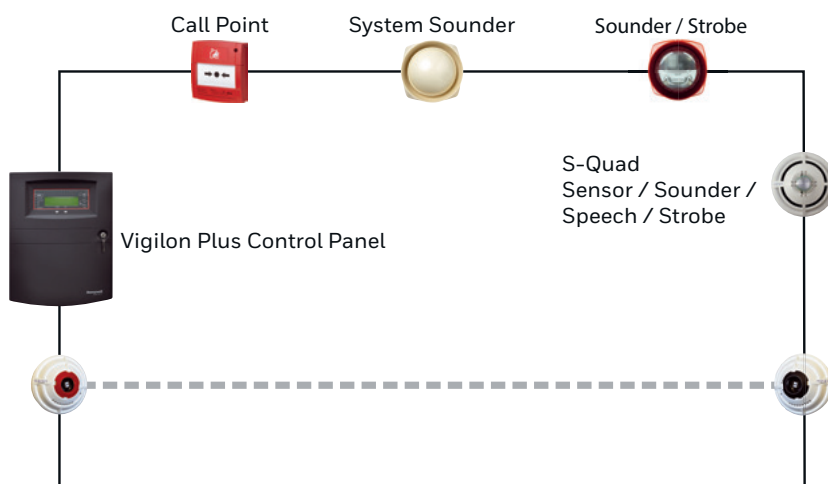 Call Point
System Sounder
Sounder / Strobe
S-Quad
Sensor / Sounder /
Speech / Strobe
Vigilon Plus Control Panel